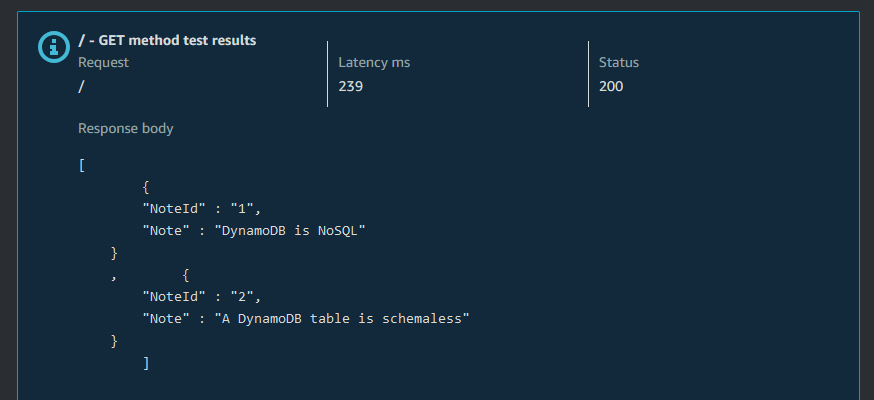 / - GET method test results
Request
/
Latency ms
239
Status
200
Response body
[
{
"NoteId" : "1",
"Note" : "DynamoDB is NoSQL"
}
, {
"NoteId" : "2",
"Note" : "A DynamoDB table is schemaless"
}
]